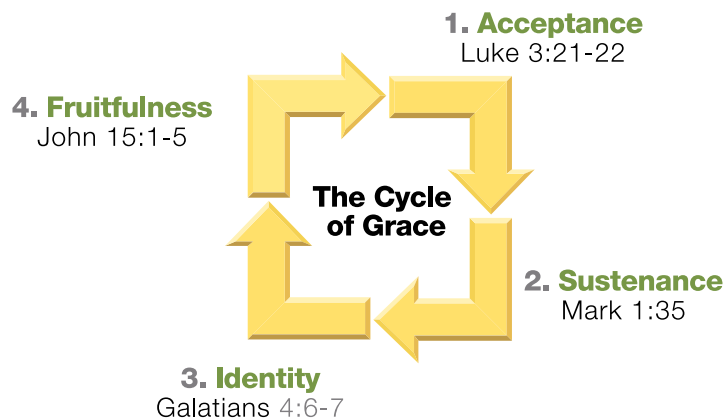 1. Acceptance
Luke 3:21-22
4. Fruitfulness
John 15:1-5
The Cycle
of Grace
2. Sustenance
Mark 1:35
3. Identity
Galatians 4:6-7